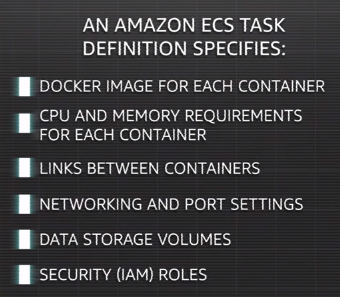 AN AMAZON ECS TASK
DEFINITION SPECIFIES:
DOCKER IMAGE FOR EACH CONTAINER
CPU AND MEMORY REQUIREMENTS
FOR EACH CONTAINER
LINKS BETWEEN CONTAINERS
NETWORKING AND PORT SETTINGS
DATA STORAGE VOLUMES
SECURITY (IAM) ROLES